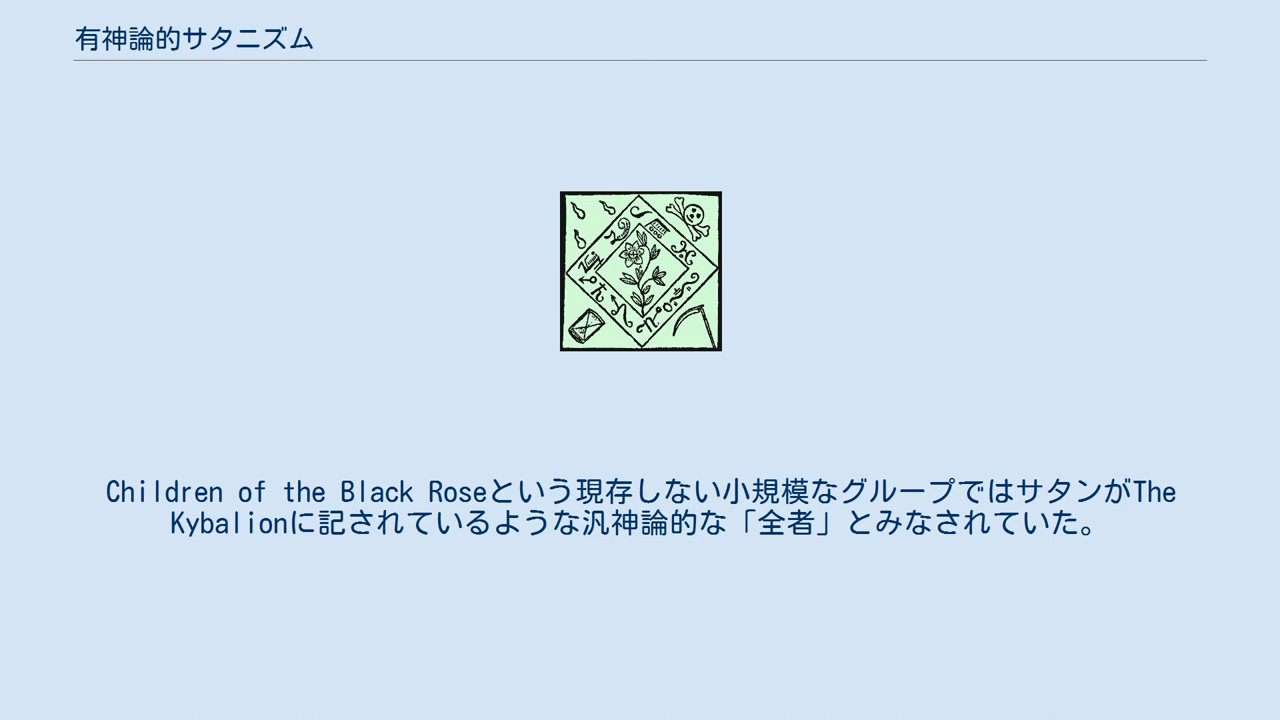 有神論的サタニズム
Children of the Black Roseという現存しない小規模なグループではサタンがThe
Kybalionに記されているような汎神論的な「全者」とみなされていた。